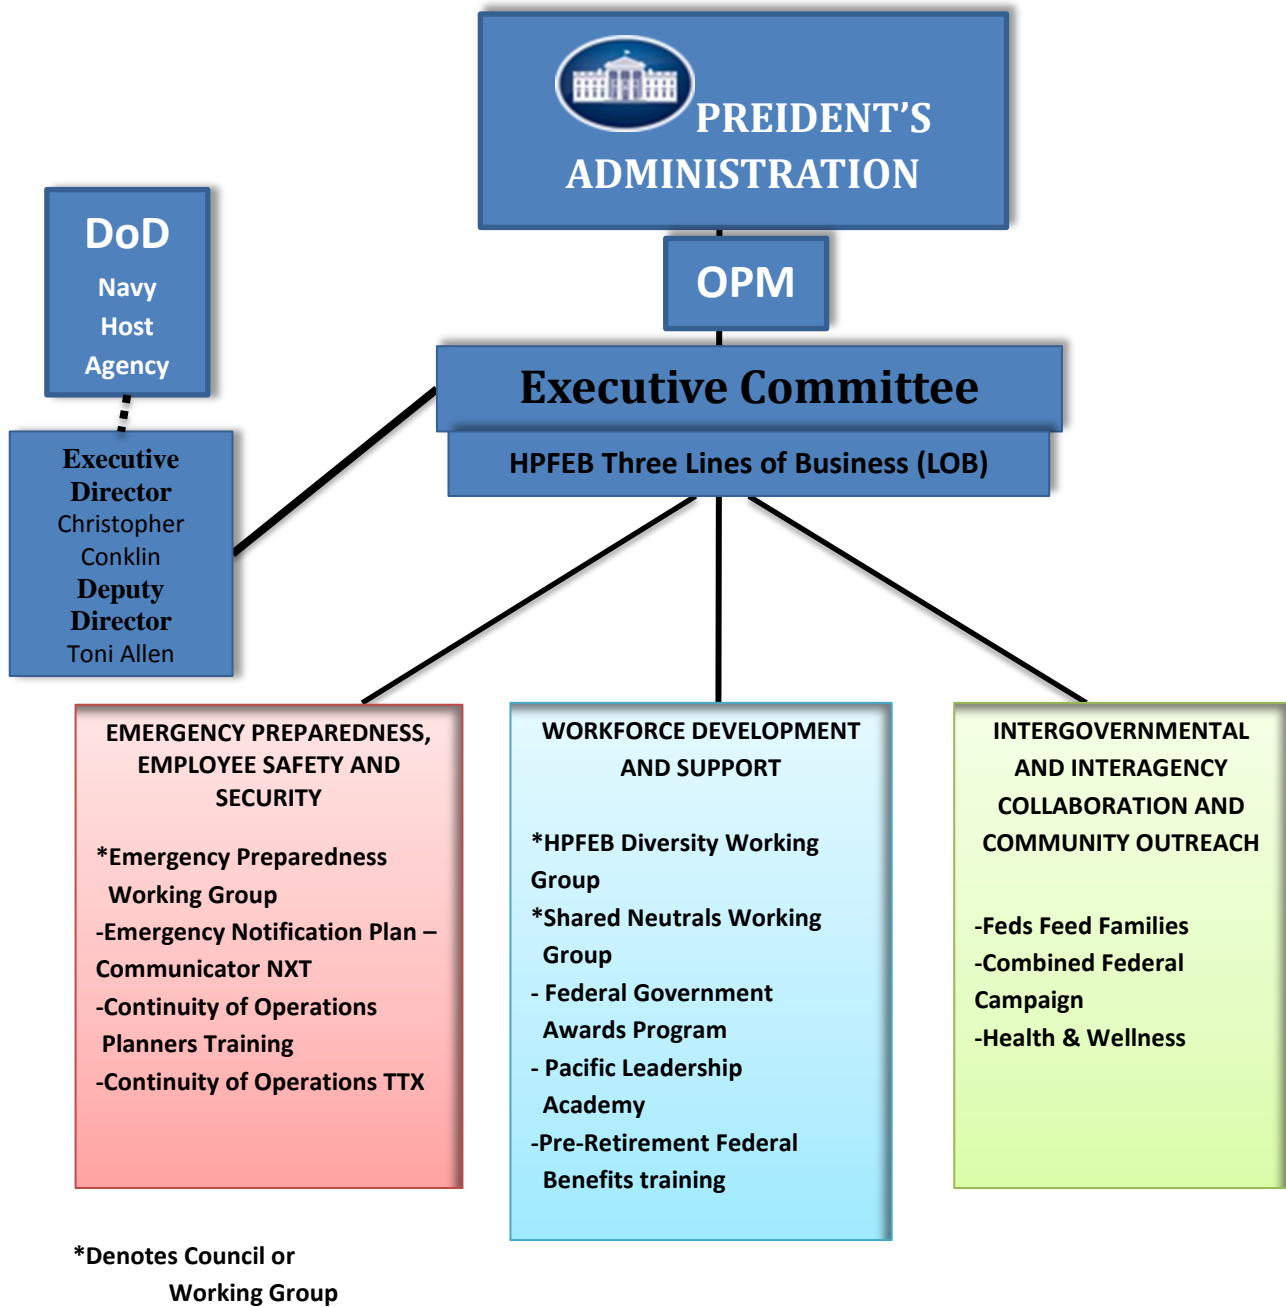 PREIDENT'S
ADMINISTRATION
DoD
Navy
Host
Agency
OPM
Executive Committee
HPFEB Three Lines of Business (LOB)
Executive
Director
Christopher
Conklin
Deputy
Director
Toni Allen
EMERGENCY PREPAREDNESS,
EMPLOYEE SAFETY AND
SECURITY
*Emergency Preparedness
Working Group
-Emergency Notification Plan –
Communicator NXT
-Continuity of Operations
Planners Training
-Continuity of Operations TTX
WORKFORCE DEVELOPMENT
AND SUPPORT
*HPFEB Diversity Working
Group
*Shared Neutrals Working
Group
- Federal Government
Awards Program
- Pacific Leadership
Academy
-Pre-Retirement Federal
Benefits training
INTERGOVERNMENTAL
AND INTERAGENCY
COLLABORATION AND
COMMUNITY OUTREACH
-Feds Feed Families
-Combined Federal
Campaign
-Health & Wellness
*Denotes Council or
Working Group